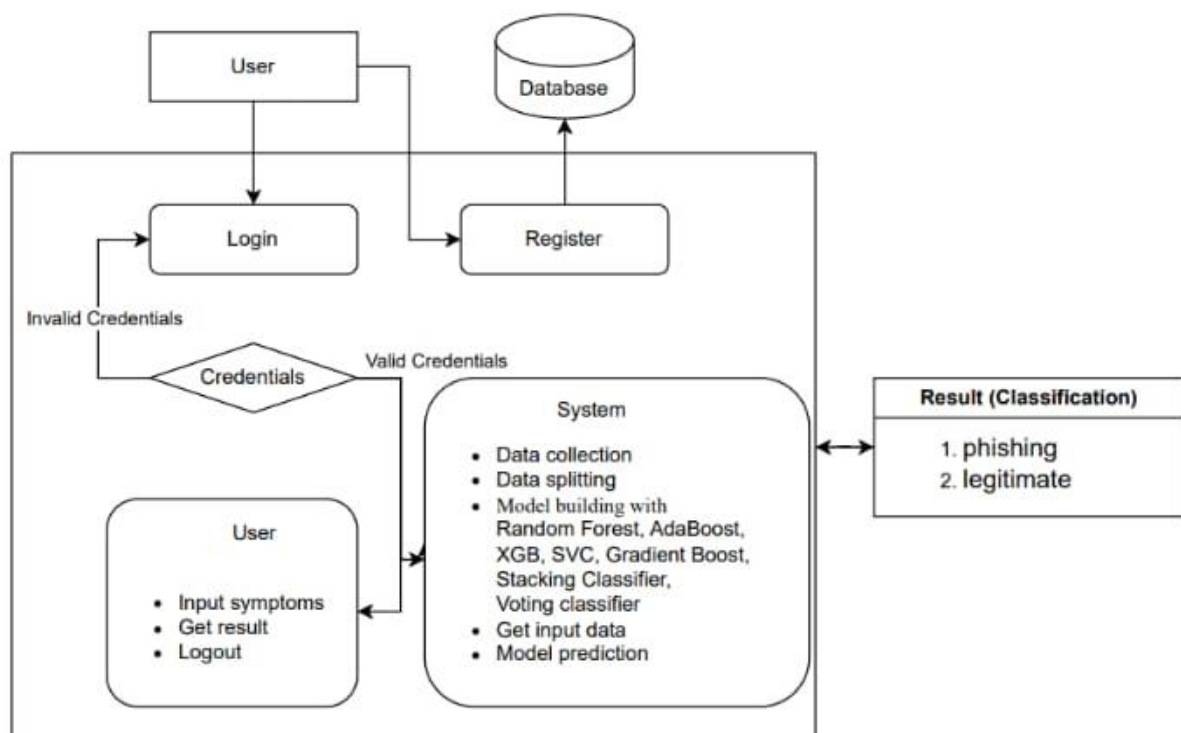 User
Database
Login
Register
Invalid Credentials
Credentials
Valid Credentials
System
• Data collection
• Data splitting
• Model building with
Random Forest, AdaBoost,
XGB, SVC, Gradient Boost,
Stacking Classifier,
Voting classifier
• Get input data
• Model prediction
User
• Input symptoms
• Get result
• Logout
Result (Classification)
1. phishing
2. legitimate